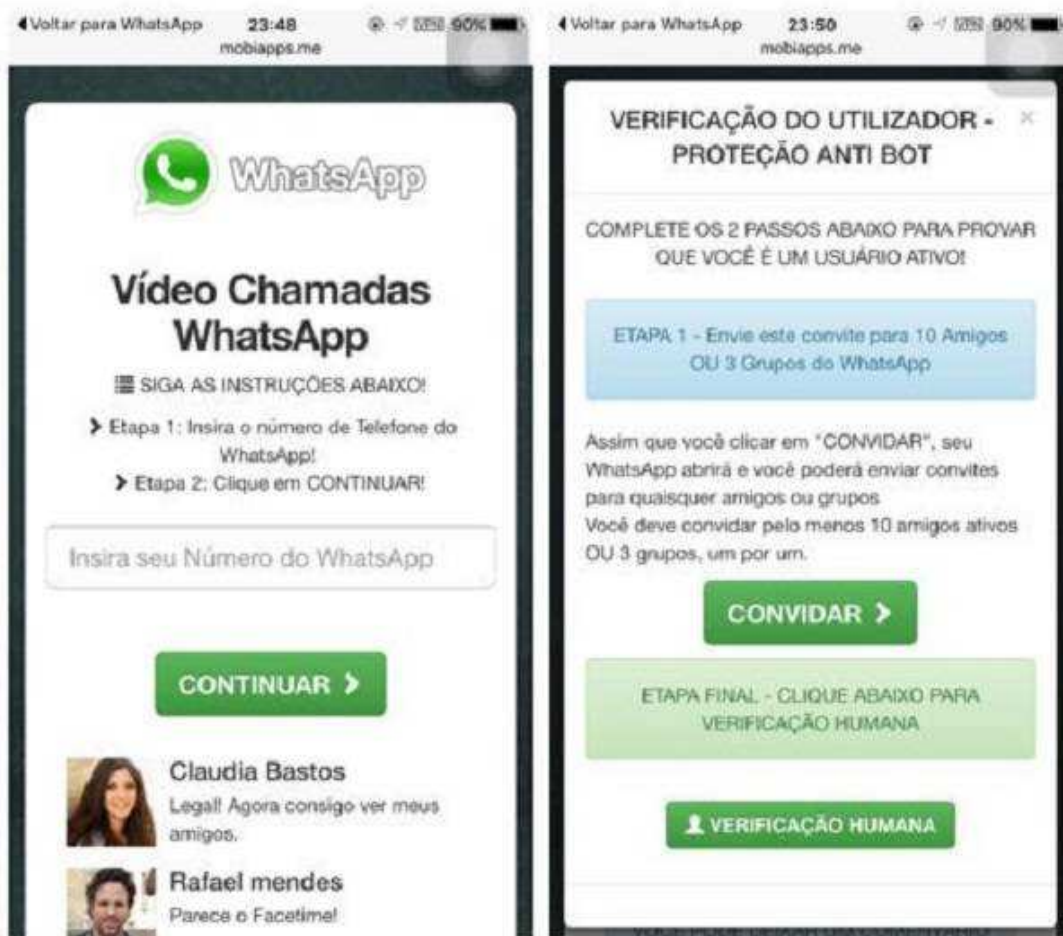 Voltar para WhatsApp 23:48 90%
mobiapps.me
WhatsApp
Vídeo Chamadas
WhatsApp
SIGA AS INSTRUÇÕES ABAIXO!
Etapa 1: Insira o número de Telefone do
WhatsApp!
Etapa 2: Clique em CONTINUAR!
Insira seu Número do WhatsApp
CONTINUAR
Claudia Bastos
Legal! Agora consigo ver meus
amigos.
Rafael mendes
Parece o Facetime!
Voltar para WhatsApp 23:50 90%
mobiapps.me
VERIFICAÇÃO DO UTILIZADOR -
PROTEÇÃO ANTI BOT
COMPLETE OS 2 PASSOS ABAIXO PARA PROVAR
QUE VOCÊ É UM USUÁRIO ATIVO!
ETAPA 1 - Envie este convite para 10 Amigos
OU 3 Grupos do WhatsApp
Assim que você clicar em "CONVIDAR", seu
WhatsApp abrirá e você poderá enviar convites
para quaisquer amigos ou grupos
Você deve convidar pelo menos 10 amigos ativos
OU 3 grupos, um por um.
CONVIDAR
ETAPA FINAL - CLIQUE ABAIXO PARA
VERIFICAÇÃO HUMANA
VERIFICAÇÃO HUMANA